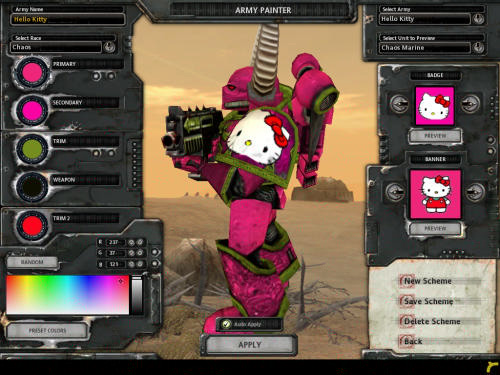 Army Name
Hello Kitty
Select Race
Chaos
PRIMARY
SECONDARY
TRIM
WEAPON
TRIM 2
R 237
G 37
B 121
RANDOM
PRESET COLORS
ARMY PAINTER
Auto Apply
APPLY
Select Army
Hello Kitty
Select Unit to Preview
Chaos Marine
BADGE
PREVIEW
BANNER
PREVIEW
New Scheme
Save Scheme
Delete Scheme
Back